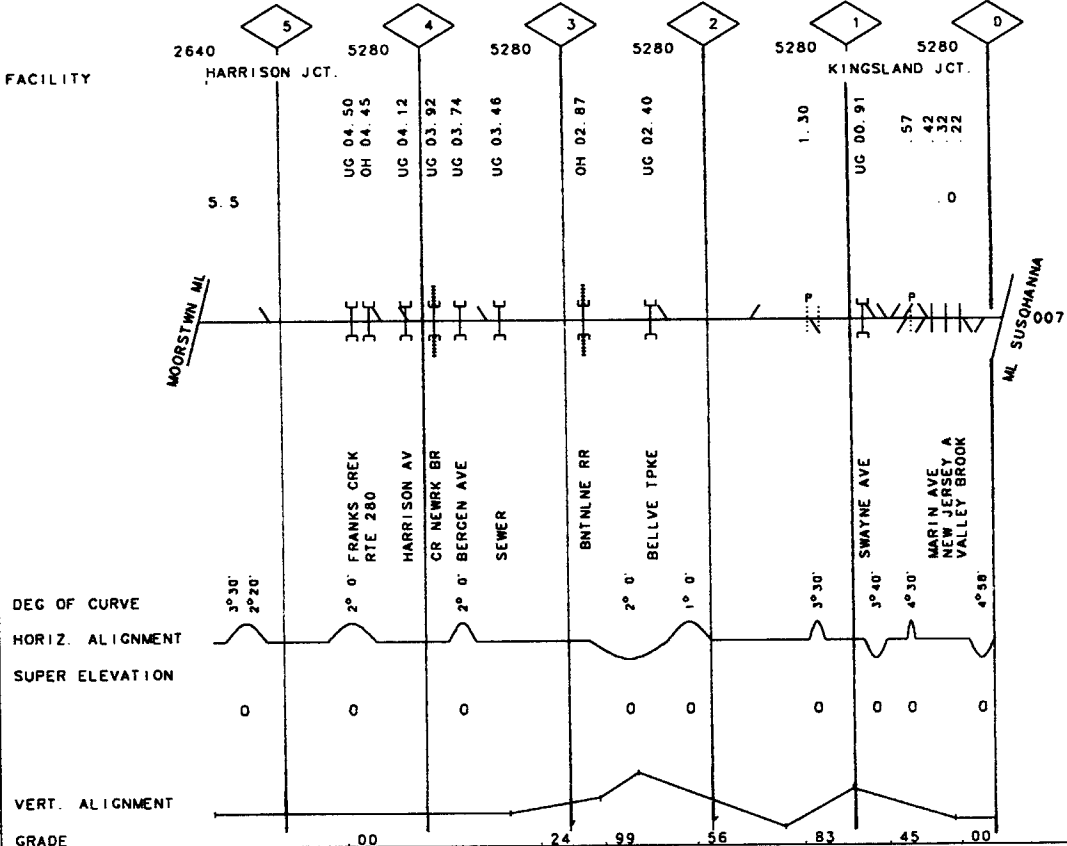 5 4 3 2 1 0
2640 5280 5280 5280 5280 5280
FACILITY
HARRISON JCT.
KINGSLAND JCT.
UG 04.50
OH 04.45
UG 04.12
UG 03.92
UG 03.74
UG 03.46
OH 02.87
UG 02.40
1.30
UG 00.91
.57
.42
.32
.22
5.5
.0
MOORSTWN ML
P
P
ML SUSQHANNA
007
FRANKS CREK
RTE 280
HARRISON AV
CR NEWRK BR
BERGEN AVE
SEWER
BNTNLNE RR
BELLVE TPKE
SWAYNE AVE
MARIN AVE
NEW JERSEY A
VALLEY BROOK
DEG OF CURVE
3°30'
2°20'
2° 0'
2° 0'
2° 0'
1° 0'
3°30'
3°40'
4°30'
4°58'
HORIZ. ALIGNMENT
SUPER ELEVATION
0 0 0 0 0 0 0 0 0
VERT. ALIGNMENT
GRADE .00 .24 .99 .56 .83 .45 .00